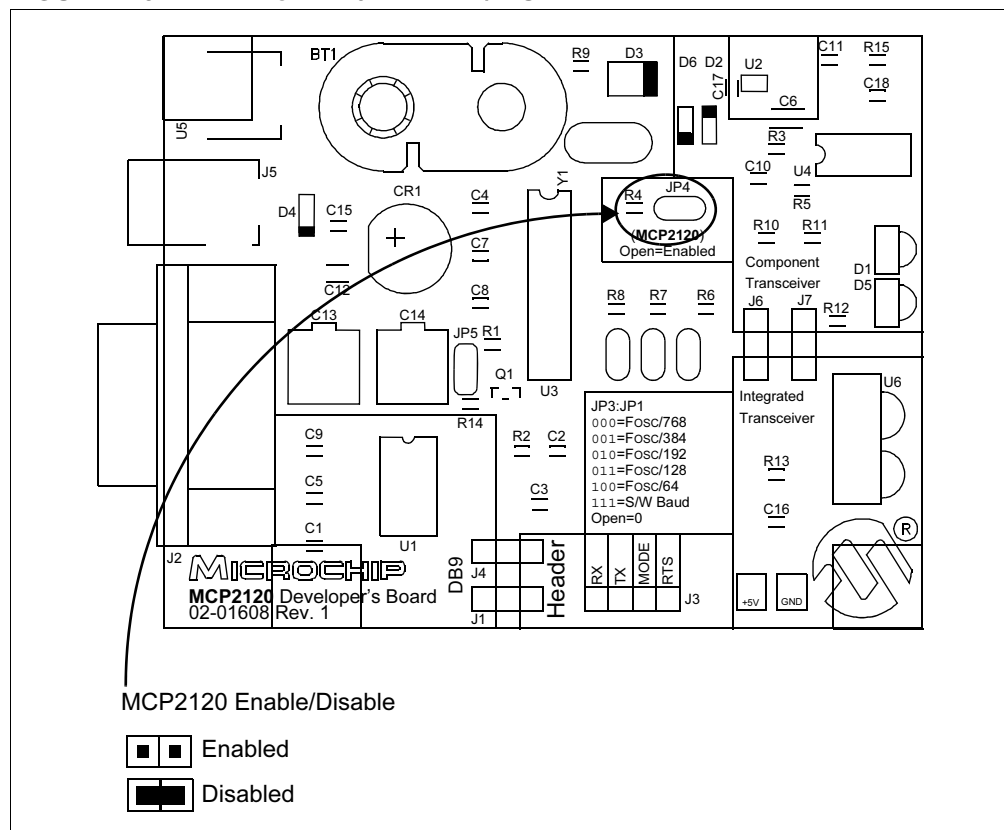 BT1
R9
D3
D6
D2
C17
U2
C11
R15
C18
C6
R3
U5
J5
C10
U4
R5
Y1
R4
JP4
(MCP2120)
Open=Enabled
CR1
C4
D4
C15
C7
R10
R11
Component
Transceiver
D1
D5
C12
C8
R8
R7
R6
J6
J7
R12
C13
C14
JP5
R1
Q1
U3
U6
Integrated
Transceiver
R14
JP3:JP1
000=FOSC/768
001=FOSC/384
010=FOSC/192
011=FOSC/128
100=FOSC/64
111=S/W Baud
Open=0
C9
R2
C2
C5
C3
R13
C16
C1
U1
J2
MICROCHIP
®
MCP2120 Developer's Board
02-01608 Rev. 1
DB9
J4
J1
Header
RX
TX
MODE
RTS
J3
+5V
GND
MCP2120 Enable/Disable
Enabled
Disabled